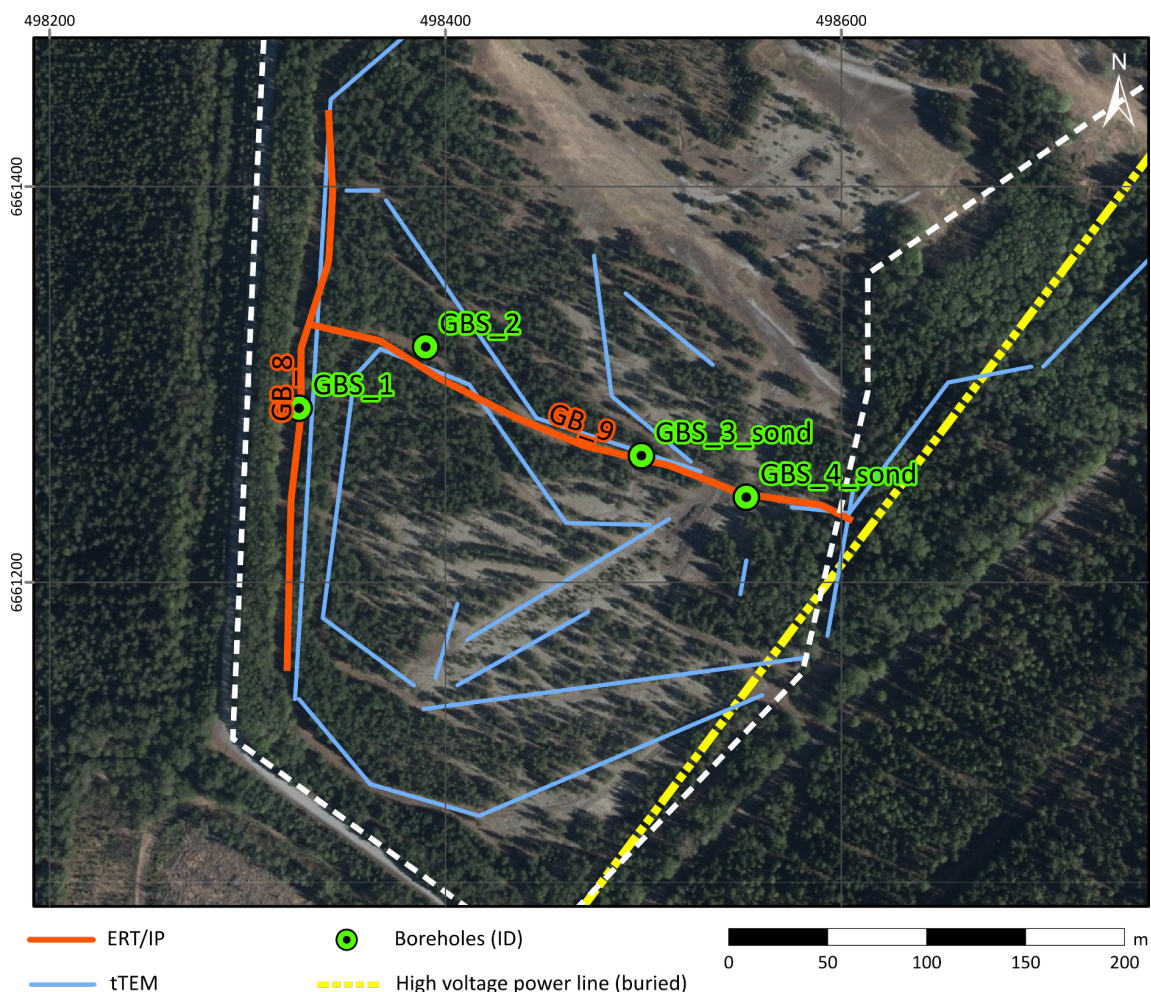 498200
498400
498600
N
6661400
GBS_2
GB_8
GBS_1
GB_9
GBS_3_sond
GBS_4_sond
6661200
ERT/IP
Boreholes (ID)
m
0
50
100
150
200
tTEM
High voltage power line (buried)